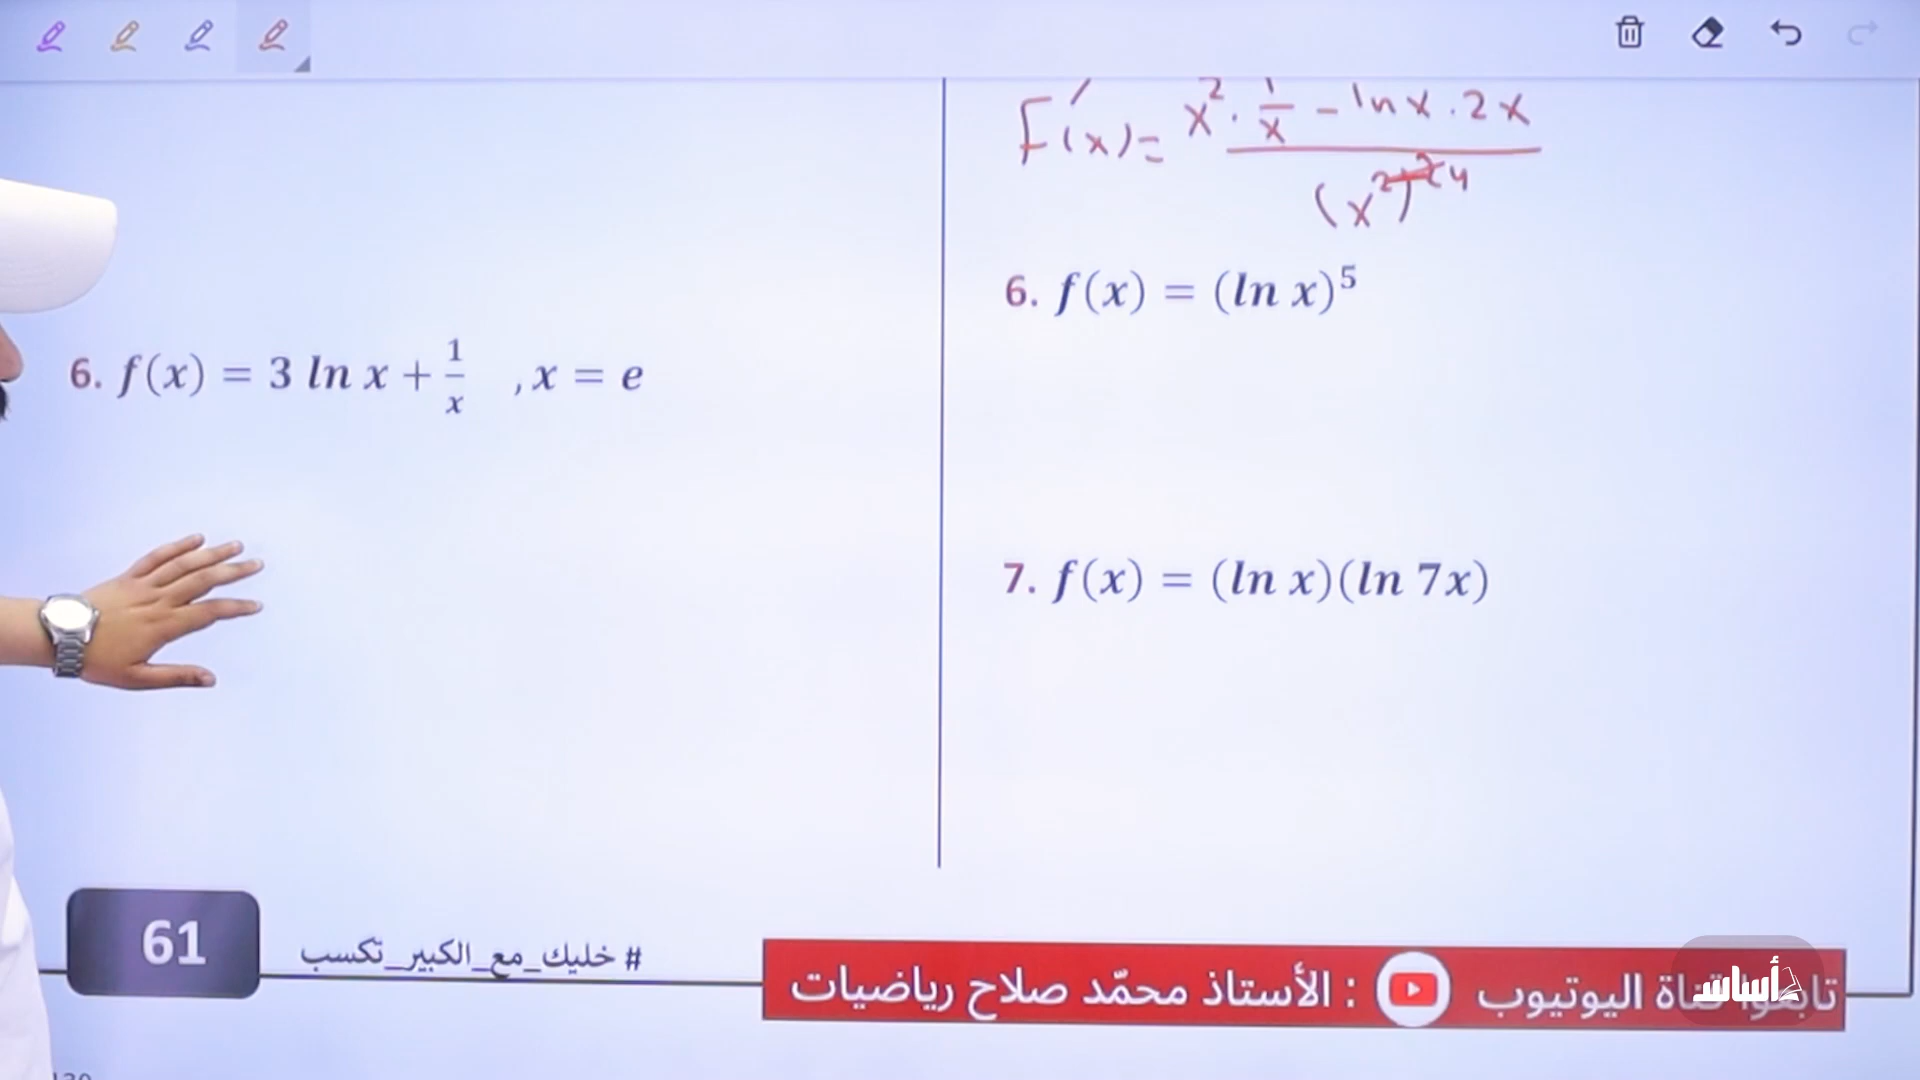 F'(x) = x² · 1/x − ln x · 2x / (x²)² 4
6. f(x) = 3 ln x + 1/x , x = e
6. f(x) = (ln x)⁵
7. f(x) = (ln x)(ln 7x)
61
# خليك_مع_الكبير_تكسب
تابعوا قناة اليوتيوب : الأستاذ محمّد صلاح رياضيات
أساس